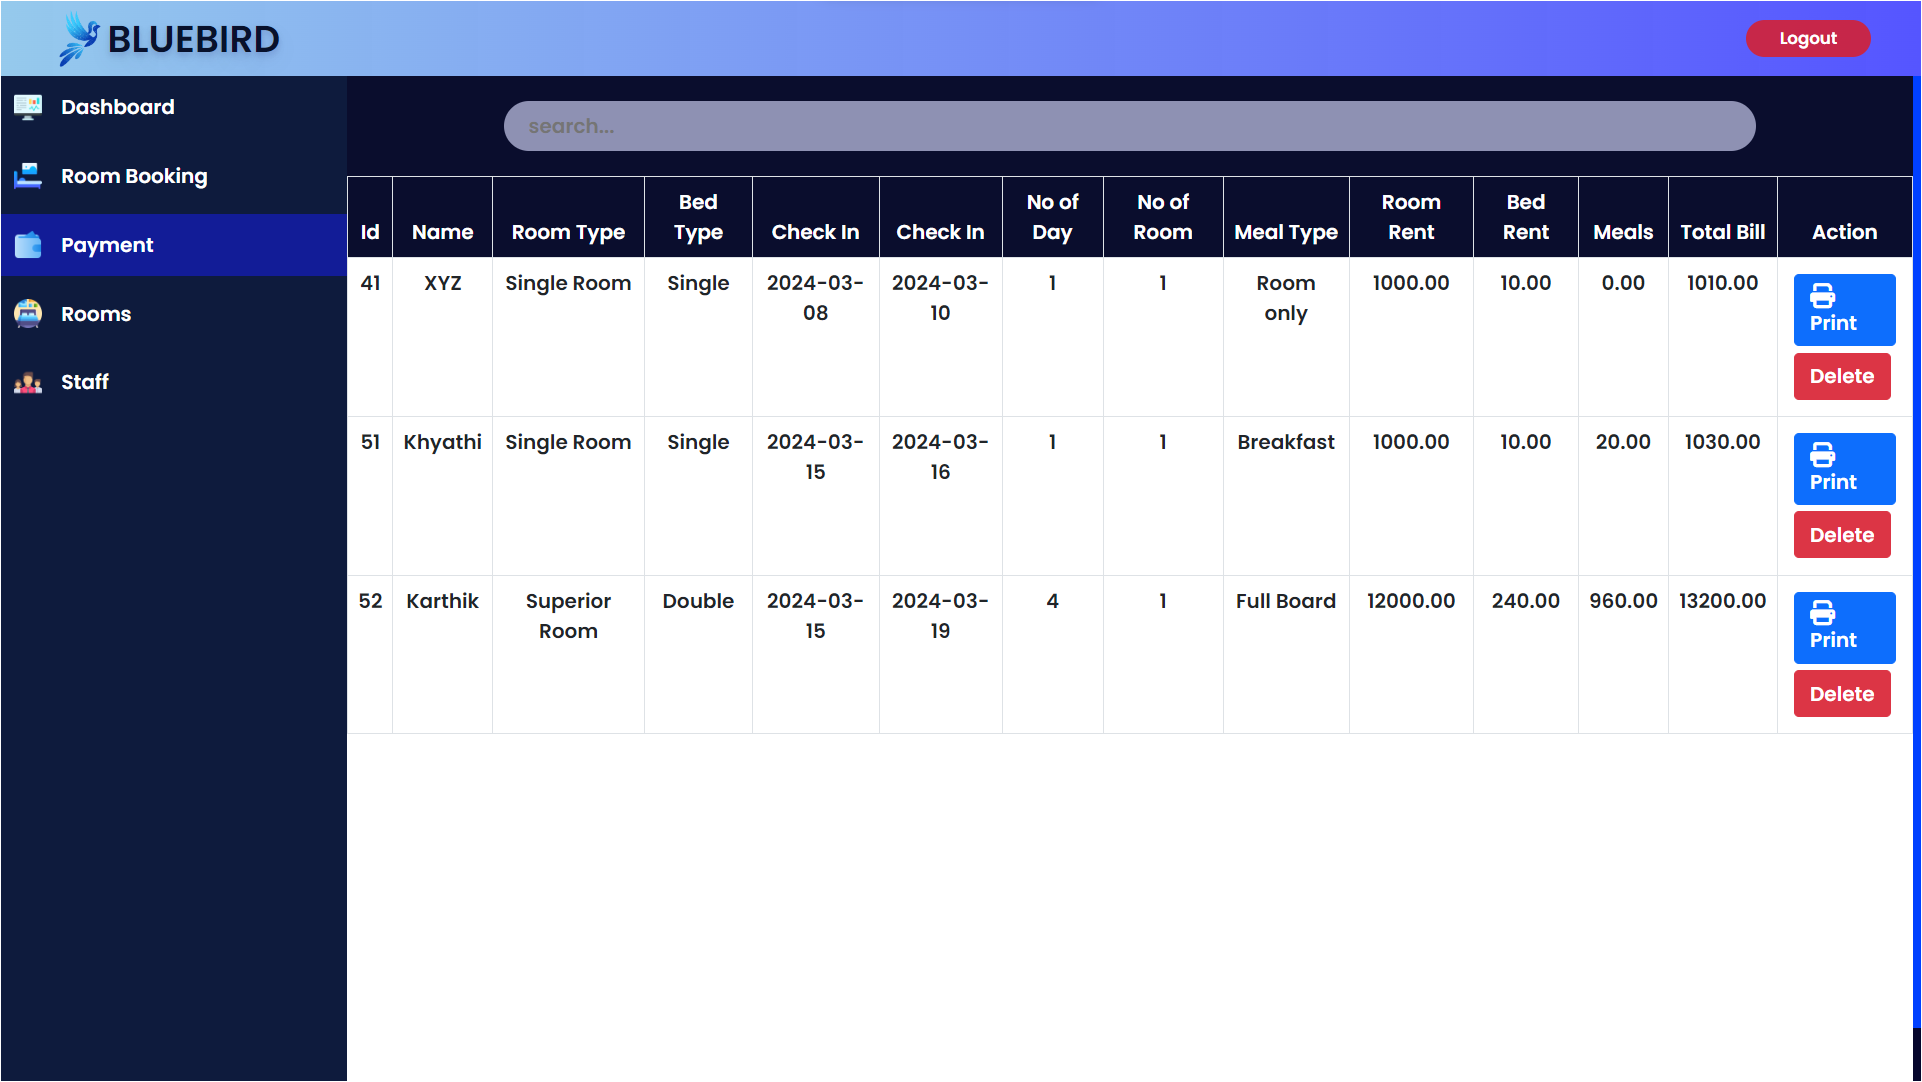 BLUEBIRD
Logout
Dashboard
Room Booking
Payment
Rooms
Staff
search...
Id Name Room Type Bed Type Check In Check In No of Day No of Room Meal Type Room Rent Bed Rent Meals Total Bill Action
41 XYZ Single Room Single 2024-03-08 2024-03-10 1 1 Room only 1000.00 10.00 0.00 1010.00 Print
Delete
51 Khyathi Single Room Single 2024-03-15 2024-03-16 1 1 Breakfast 1000.00 10.00 20.00 1030.00 Print
Delete
52 Karthik Superior Room Double 2024-03-15 2024-03-19 4 1 Full Board 12000.00 240.00 960.00 13200.00 Print
Delete